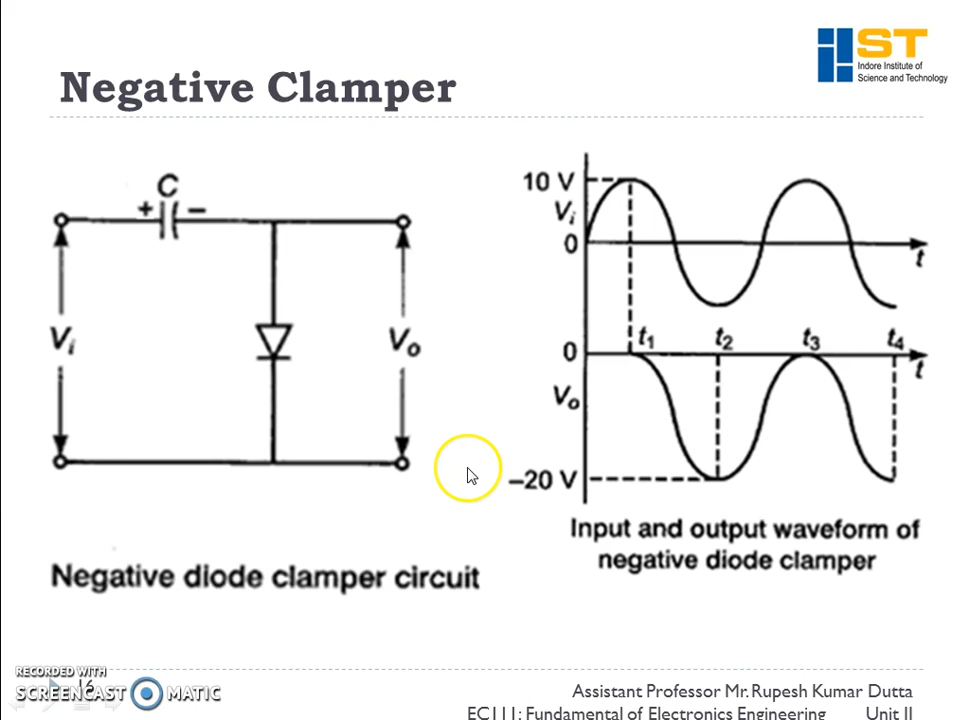 IIST
Indore Institute of
Science and Technology
Negative Clamper
C
+
−
Vi
Vo
10 V
Vi
0
t
0
t1
t2
t3
t4
t
Vo
−20 V
Input and output waveform of
negative diode clamper
Negative diode clamper circuit
RECORDED WITH
SCREENCAST MATIC
16
Assistant Professor Mr. Rupesh Kumar Dutta
EC111: Fundamental of Electronics Engineering Unit II